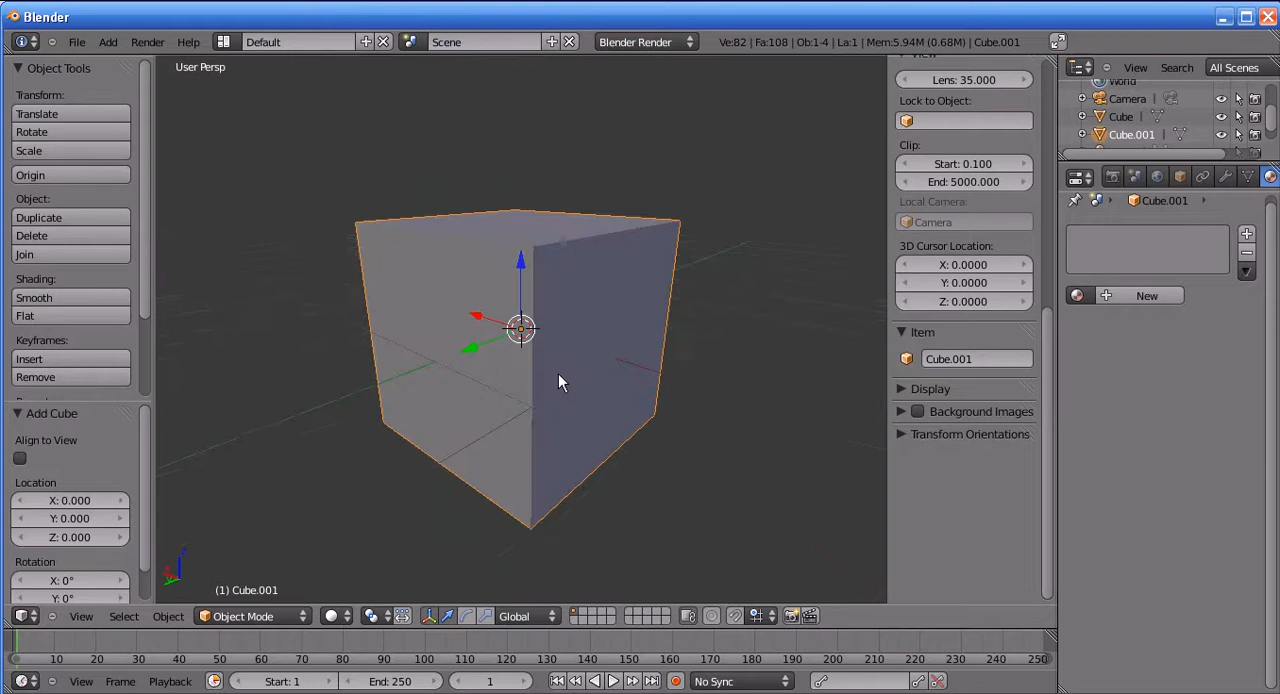 Blender
File Add Render Help Default Scene Blender Render Ve:82 | Fa:108 | Ob:1-4 | La:1 | Mem:5.94M (0.68M) | Cube.001
Object Tools
Transform:
Translate
Rotate
Scale
Origin
Object:
Duplicate
Delete
Join
Shading:
Smooth
Flat
Keyframes:
Insert
Remove
Add Cube
Align to View
Location
X: 0.000
Y: 0.000
Z: 0.000
Rotation
X: 0°
Y: 0°
User Persp
(1) Cube.001
View
Lens: 35.000
Lock to Object:
Clip:
Start: 0.100
End: 5000.000
Local Camera:
Camera
3D Cursor Location:
X: 0.0000
Y: 0.0000
Z: 0.0000
Item
Cube.001
Display
Background Images
Transform Orientations
View Search All Scenes
World
Camera
Cube
Cube.001
Cube.001
New
View Select Object Object Mode Global
10 20 30 40 50 60 70 80 90 100 110 120 130 140 150 160 170 180 190 200 210 220 230 240 250
View Frame Playback Start: 1 End: 250 1 No Sync